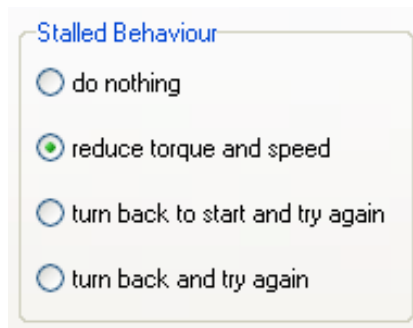 Stalled Behaviour
do nothing
reduce torque and speed
turn back to start and try again
turn back and try again